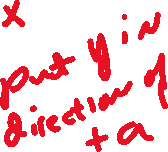 x
put y in
direction of
+a